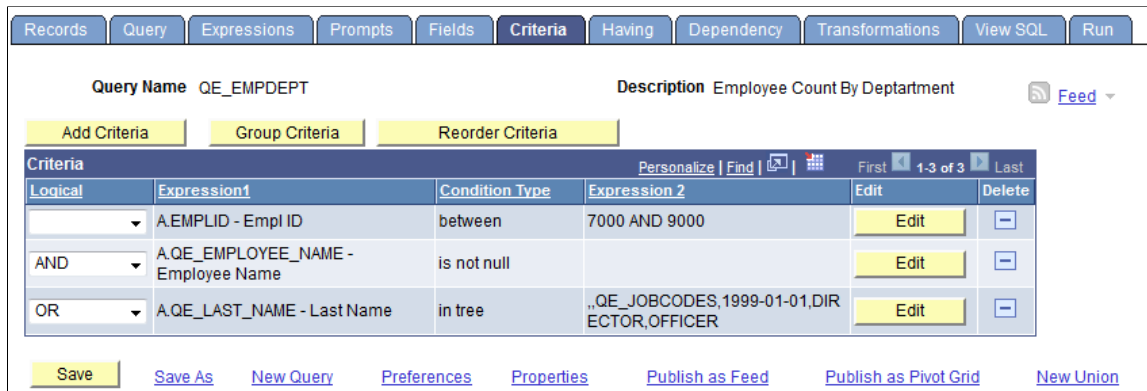 Records Query Expressions Prompts Fields Criteria Having Dependency Transformations View SQL Run
Query Name QE_EMPDEPT Description Employee Count By Deptartment Feed
Add Criteria Group Criteria Reorder Criteria
Criteria Personalize | Find | | First 1-3 of 3 Last
Logical Expression1 Condition Type Expression 2 Edit Delete
A.EMPLID - Empl ID between 7000 AND 9000 Edit
AND A.QE_EMPLOYEE_NAME - Employee Name is not null Edit
OR A.QE_LAST_NAME - Last Name in tree ,,QE_JOBCODES,1999-01-01,DIRECTOR,OFFICER Edit
Save Save As New Query Preferences Properties Publish as Feed Publish as Pivot Grid New Union